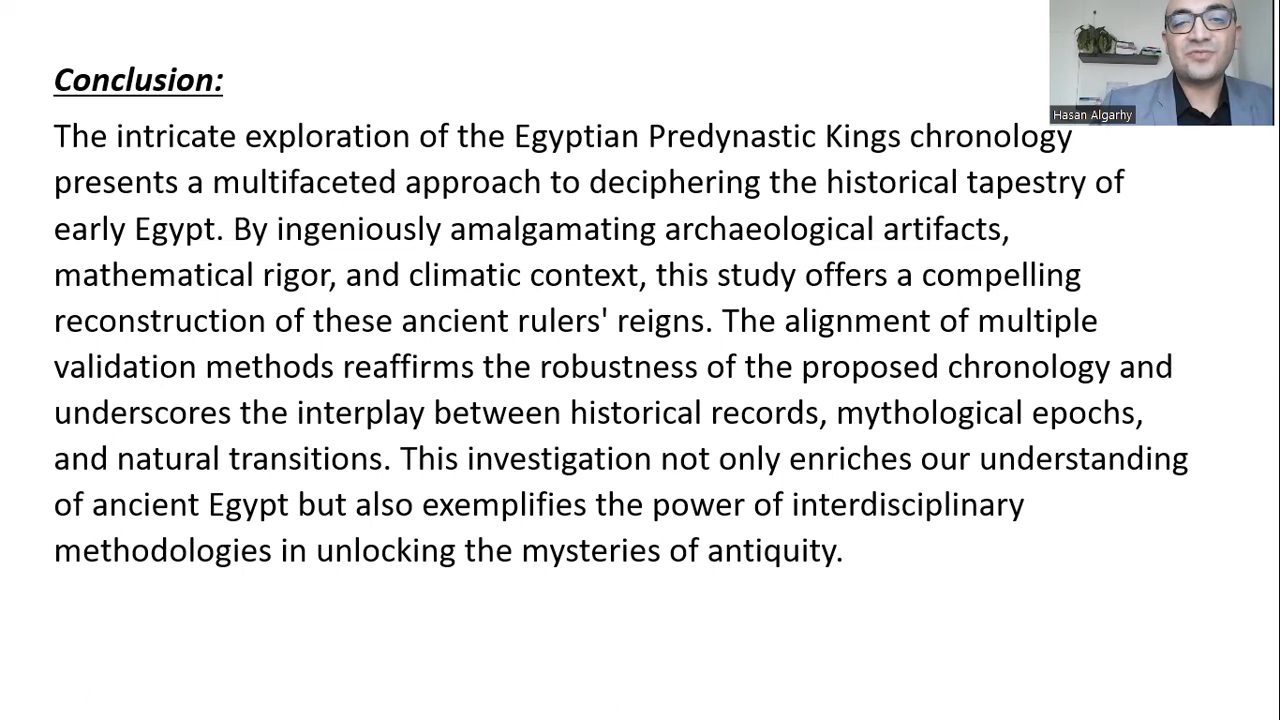 Conclusion:
Hasan Algarhy
The intricate exploration of the Egyptian Predynastic Kings chronology
presents a multifaceted approach to deciphering the historical tapestry of
early Egypt. By ingeniously amalgamating archaeological artifacts,
mathematical rigor, and climatic context, this study offers a compelling
reconstruction of these ancient rulers' reigns. The alignment of multiple
validation methods reaffirms the robustness of the proposed chronology and
underscores the interplay between historical records, mythological epochs,
and natural transitions. This investigation not only enriches our understanding
of ancient Egypt but also exemplifies the power of interdisciplinary
methodologies in unlocking the mysteries of antiquity.